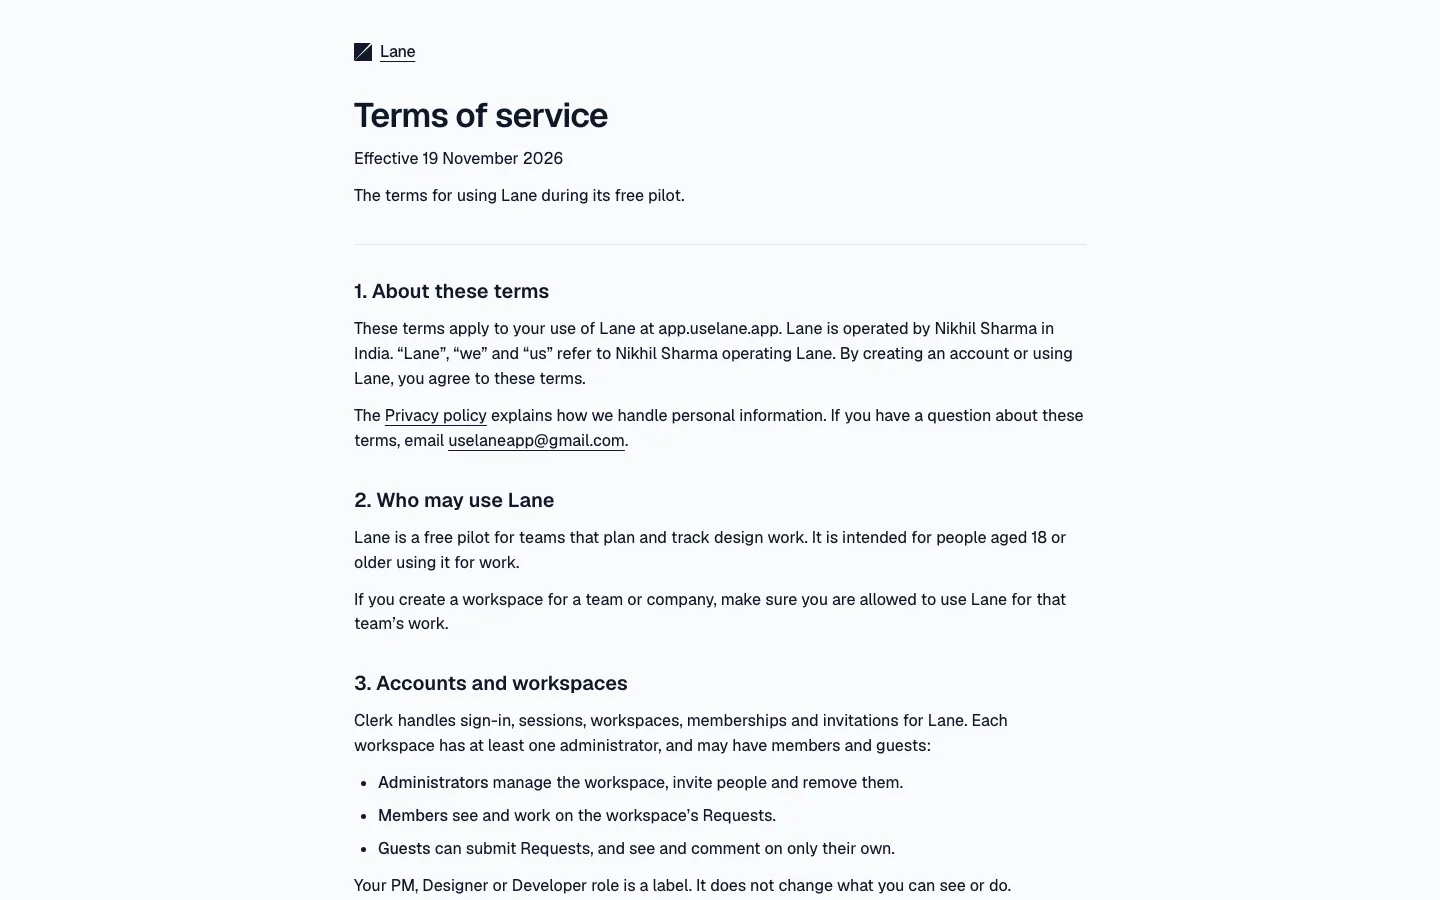 Lane
Terms of service
Effective 19 November 2026
The terms for using Lane during its free pilot.
1. About these terms
These terms apply to your use of Lane at app.uselane.app. Lane is operated by Nikhil Sharma in
India. “Lane”, “we” and “us” refer to Nikhil Sharma operating Lane. By creating an account or using
Lane, you agree to these terms.
The Privacy policy explains how we handle personal information. If you have a question about these
terms, email uselaneapp@gmail.com.
2. Who may use Lane
Lane is a free pilot for teams that plan and track design work. It is intended for people aged 18 or
older using it for work.
If you create a workspace for a team or company, make sure you are allowed to use Lane for that
team’s work.
3. Accounts and workspaces
Clerk handles sign-in, sessions, workspaces, memberships and invitations for Lane. Each
workspace has at least one administrator, and may have members and guests:
• Administrators manage the workspace, invite people and remove them.
• Members see and work on the workspace’s Requests.
• Guests can submit Requests, and see and comment on only their own.
Your PM, Designer or Developer role is a label. It does not change what you can see or do.